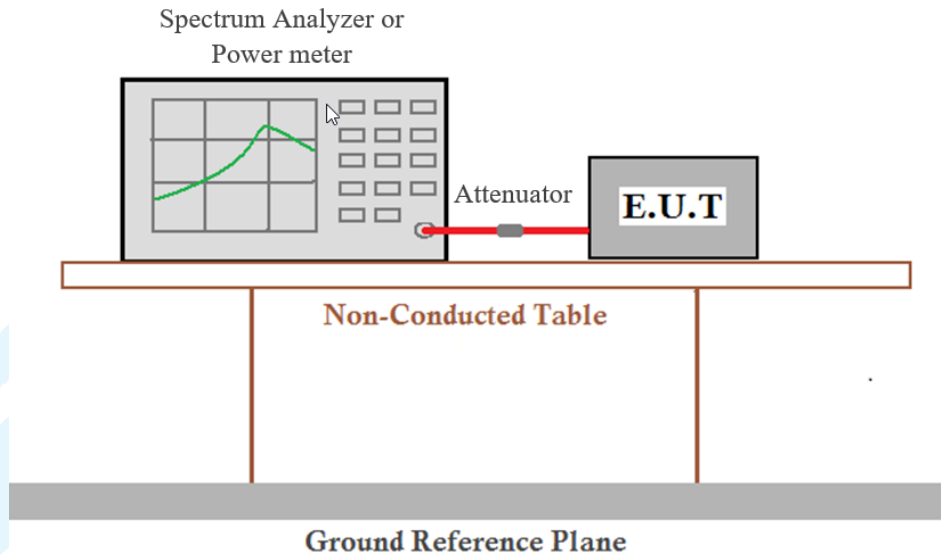 Spectrum Analyzer or
Power meter
Attenuator
E.U.T
Non-Conducted Table
Ground Reference Plane